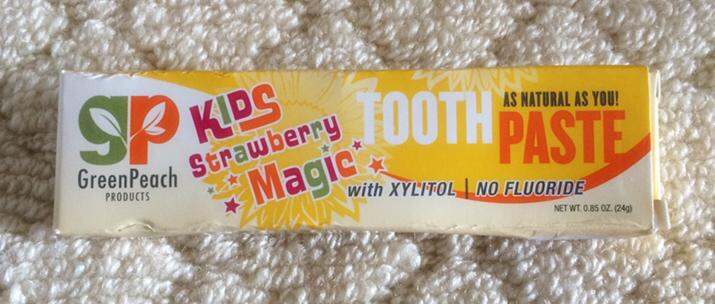 gp
GreenPeach
PRODUCTS
KIDS
Strawberry
Magic
TOOTH
AS NATURAL AS YOU!
PASTE
with XYLITOL | NO FLUORIDE
NET WT. 0.85 OZ. (24g)